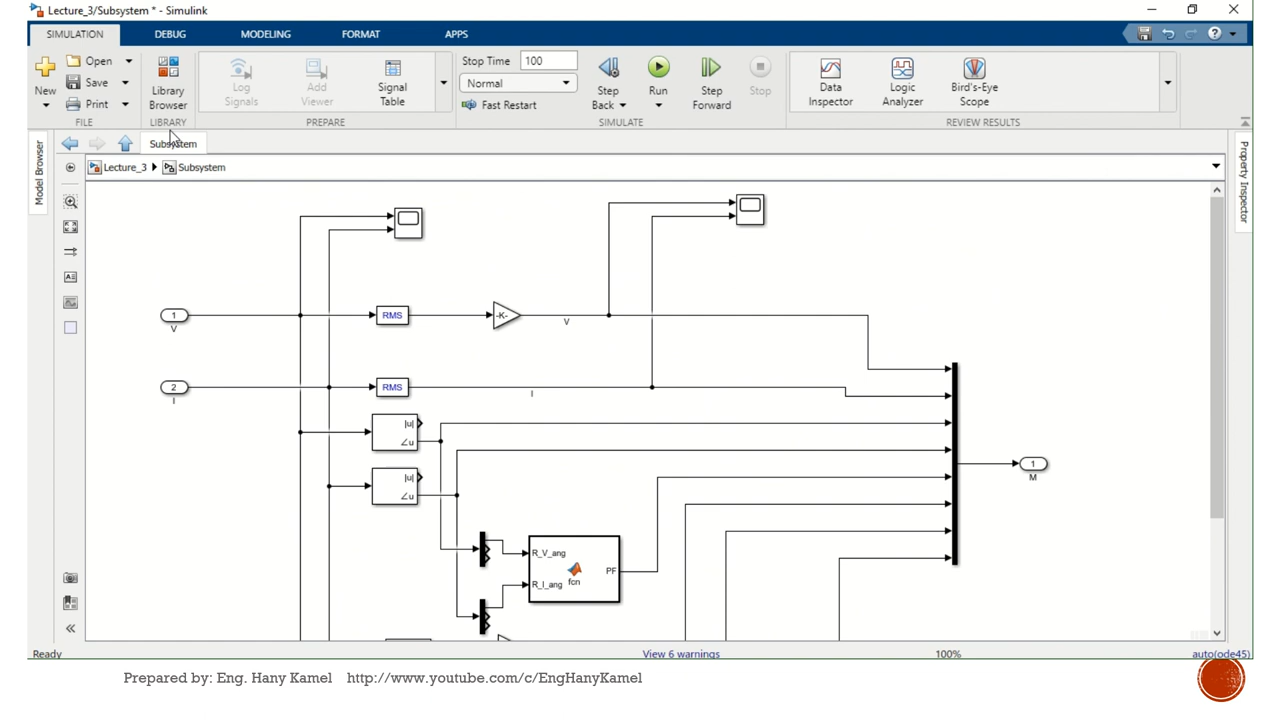 Lecture_3/Subsystem * - Simulink
SIMULATION DEBUG MODELING FORMAT APPS
New
Open
Save
Print
FILE
Library
Browser
LIBRARY
Log
Signals
Add
Viewer
Signal
Table
PREPARE
Stop Time 100
Normal
Fast Restart
Step
Back
Run
Step
Forward
Stop
SIMULATE
Data
Inspector
Logic
Analyzer
Bird's-Eye
Scope
REVIEW RESULTS
Model Browser
Subsystem
Lecture_3 Subsystem
Property Inspector
1
V
RMS
-K-
V
2
I
RMS
I
|u|
∠u
|u|
∠u
R_V_ang
R_I_ang
fcn
PF
1
M
Ready
View 6 warnings
100%
auto(ode45)
Prepared by: Eng. Hany Kamel http://www.youtube.com/c/EngHanyKamel